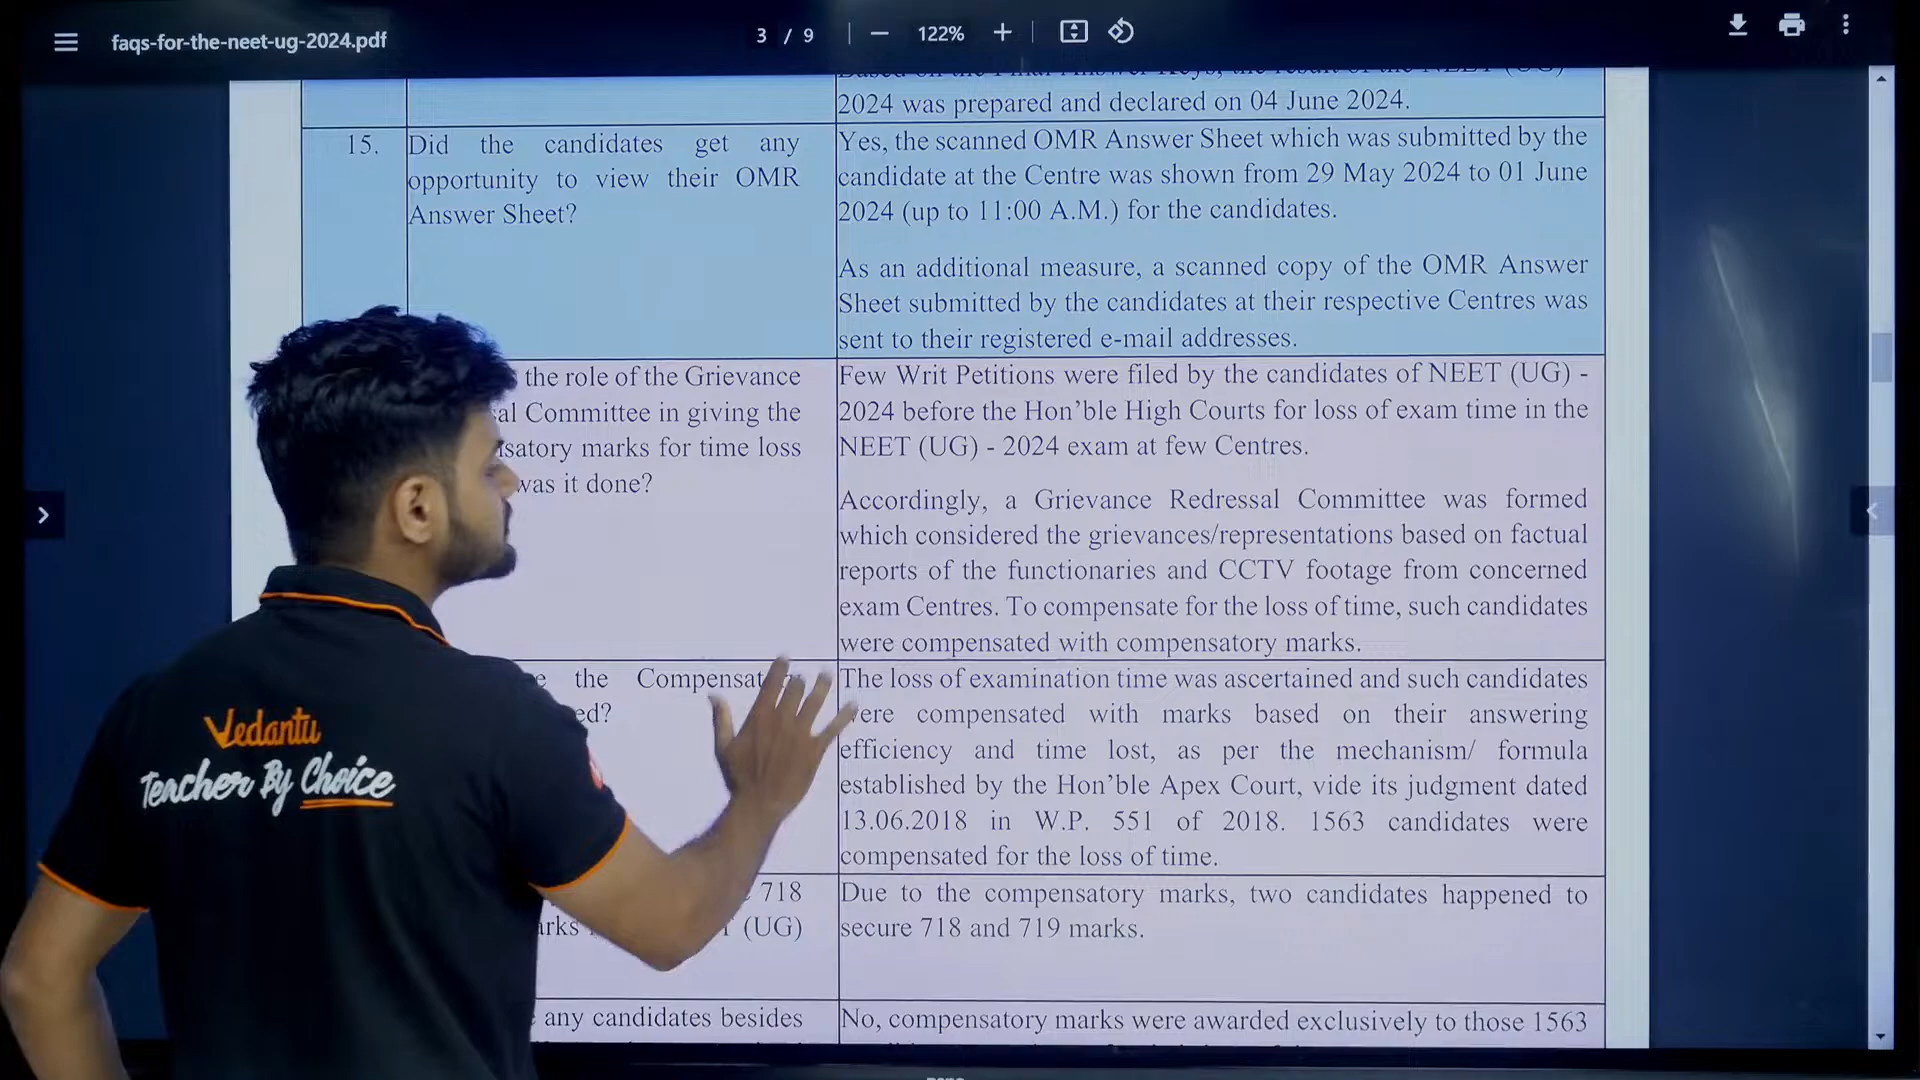 faqs-for-the-neet-ug-2024.pdf
3 / 9
122%
2024 was prepared and declared on 04 June 2024.
15.
Did the candidates get any
opportunity to view their OMR
Answer Sheet?
Yes, the scanned OMR Answer Sheet which was submitted by the
candidate at the Centre was shown from 29 May 2024 to 01 June
2024 (up to 11:00 A.M.) for the candidates.
As an additional measure, a scanned copy of the OMR Answer
Sheet submitted by the candidates at their respective Centres was
sent to their registered e-mail addresses.
the role of the Grievance
al Committee in giving the
satory marks for time loss
was it done?
Few Writ Petitions were filed by the candidates of NEET (UG) -
2024 before the Hon’ble High Courts for loss of exam time in the
NEET (UG) - 2024 exam at few Centres.
Accordingly, a Grievance Redressal Committee was formed
which considered the grievances/representations based on factual
reports of the functionaries and CCTV footage from concerned
exam Centres. To compensate for the loss of time, such candidates
were compensated with compensatory marks.
the Compensat
ed?
The loss of examination time was ascertained and such candidates
were compensated with marks based on their answering
efficiency and time lost, as per the mechanism/ formula
established by the Hon’ble Apex Court, vide its judgment dated
13.06.2018 in W.P. 551 of 2018. 1563 candidates were
compensated for the loss of time.
718
arks (UG)
Due to the compensatory marks, two candidates happened to
secure 718 and 719 marks.
any candidates besides
No, compensatory marks were awarded exclusively to those 1563
Vedantu
Teacher By Choice